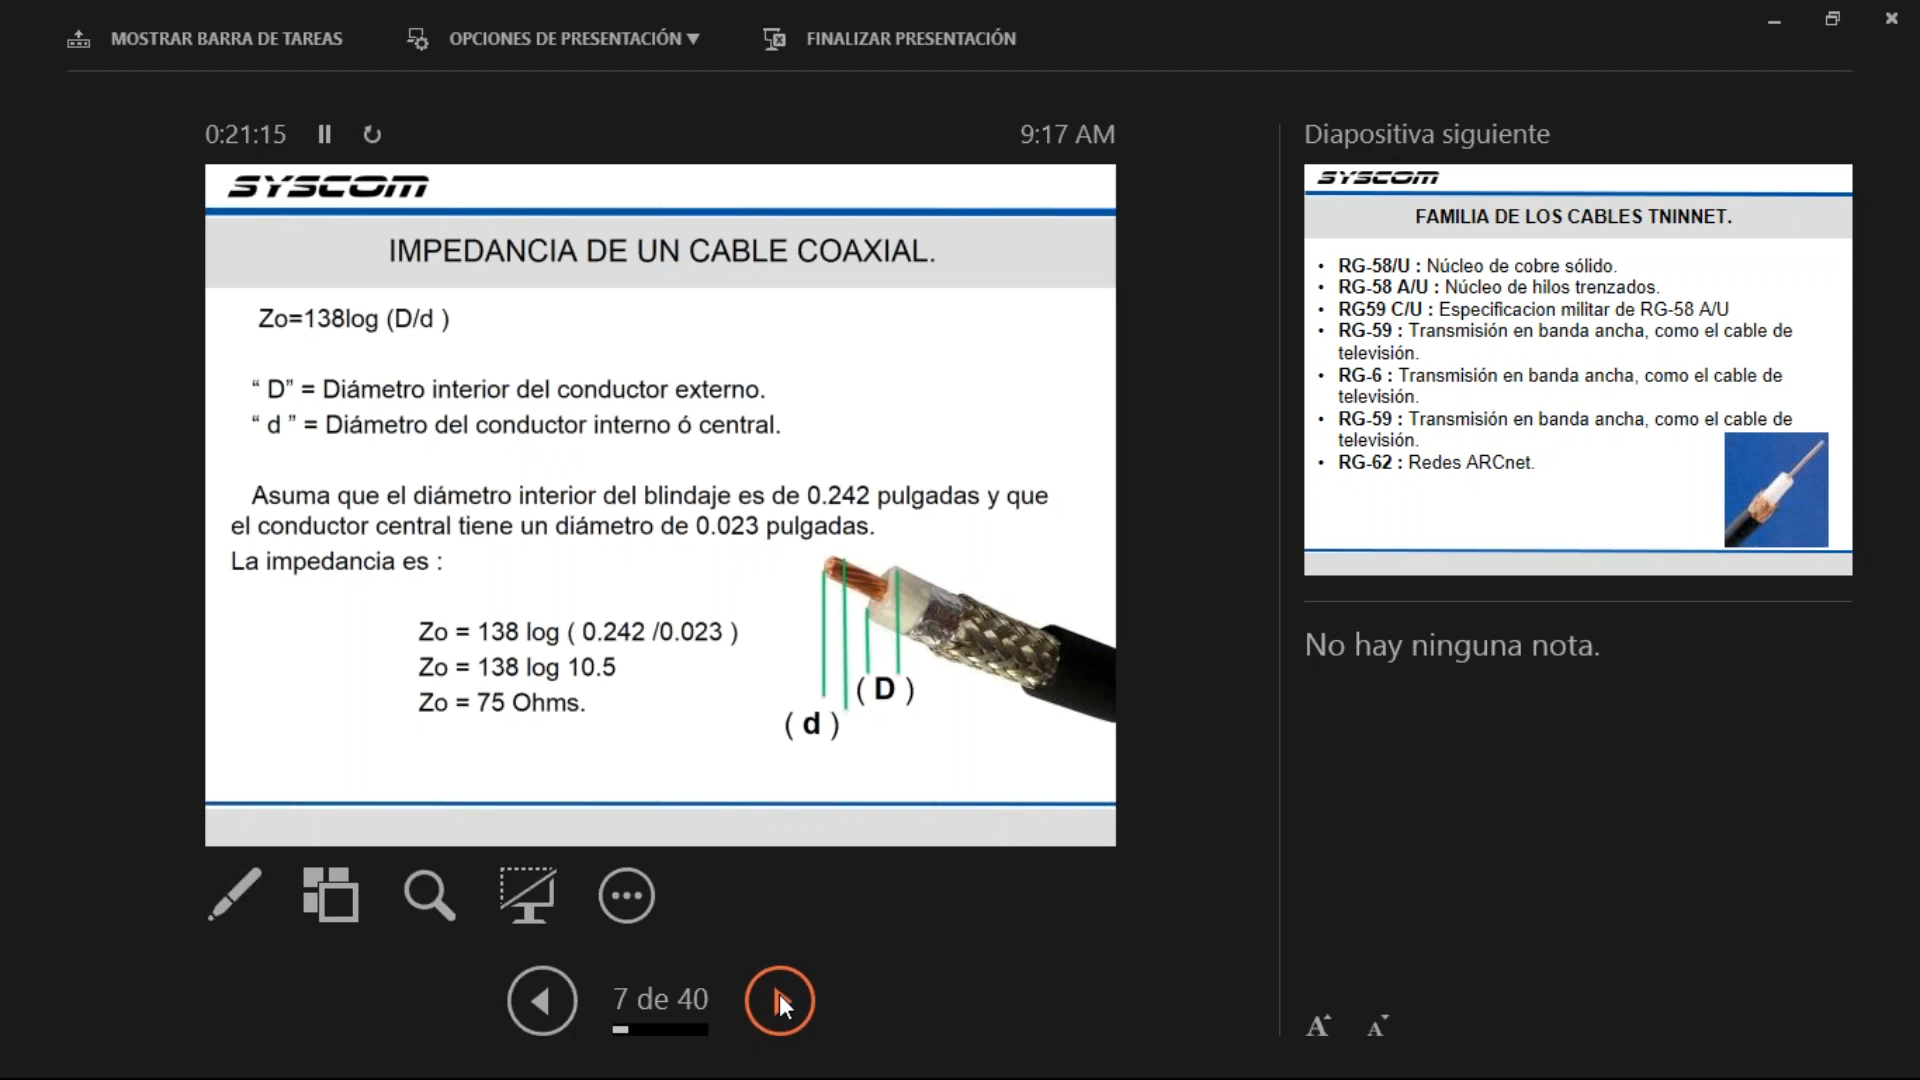 MOSTRAR BARRA DE TAREAS
OPCIONES DE PRESENTACIÓN
FINALIZAR PRESENTACIÓN
0:21:15
9:17 AM
SYSCOM
IMPEDANCIA DE UN CABLE COAXIAL.
Zo=138log (D/d )
“ D” = Diámetro interior del conductor externo.
“ d ” = Diámetro del conductor interno ó central.
Asuma que el diámetro interior del blindaje es de 0.242 pulgadas y que
el conductor central tiene un diámetro de 0.023 pulgadas.
La impedancia es :
Zo = 138 log ( 0.242 /0.023 )
Zo = 138 log 10.5
Zo = 75 Ohms.
( D )
( d )
7 de 40
Diapositiva siguiente
SYSCOM
FAMILIA DE LOS CABLES TNINNET.
• RG-58/U : Núcleo de cobre sólido.
• RG-58 A/U : Núcleo de hilos trenzados.
• RG59 C/U : Especificacion militar de RG-58 A/U
• RG-59 : Transmisión en banda ancha, como el cable de
televisión.
• RG-6 : Transmisión en banda ancha, como el cable de
televisión.
• RG-59 : Transmisión en banda ancha, como el cable de
televisión.
• RG-62 : Redes ARCnet.
No hay ninguna nota.
A A